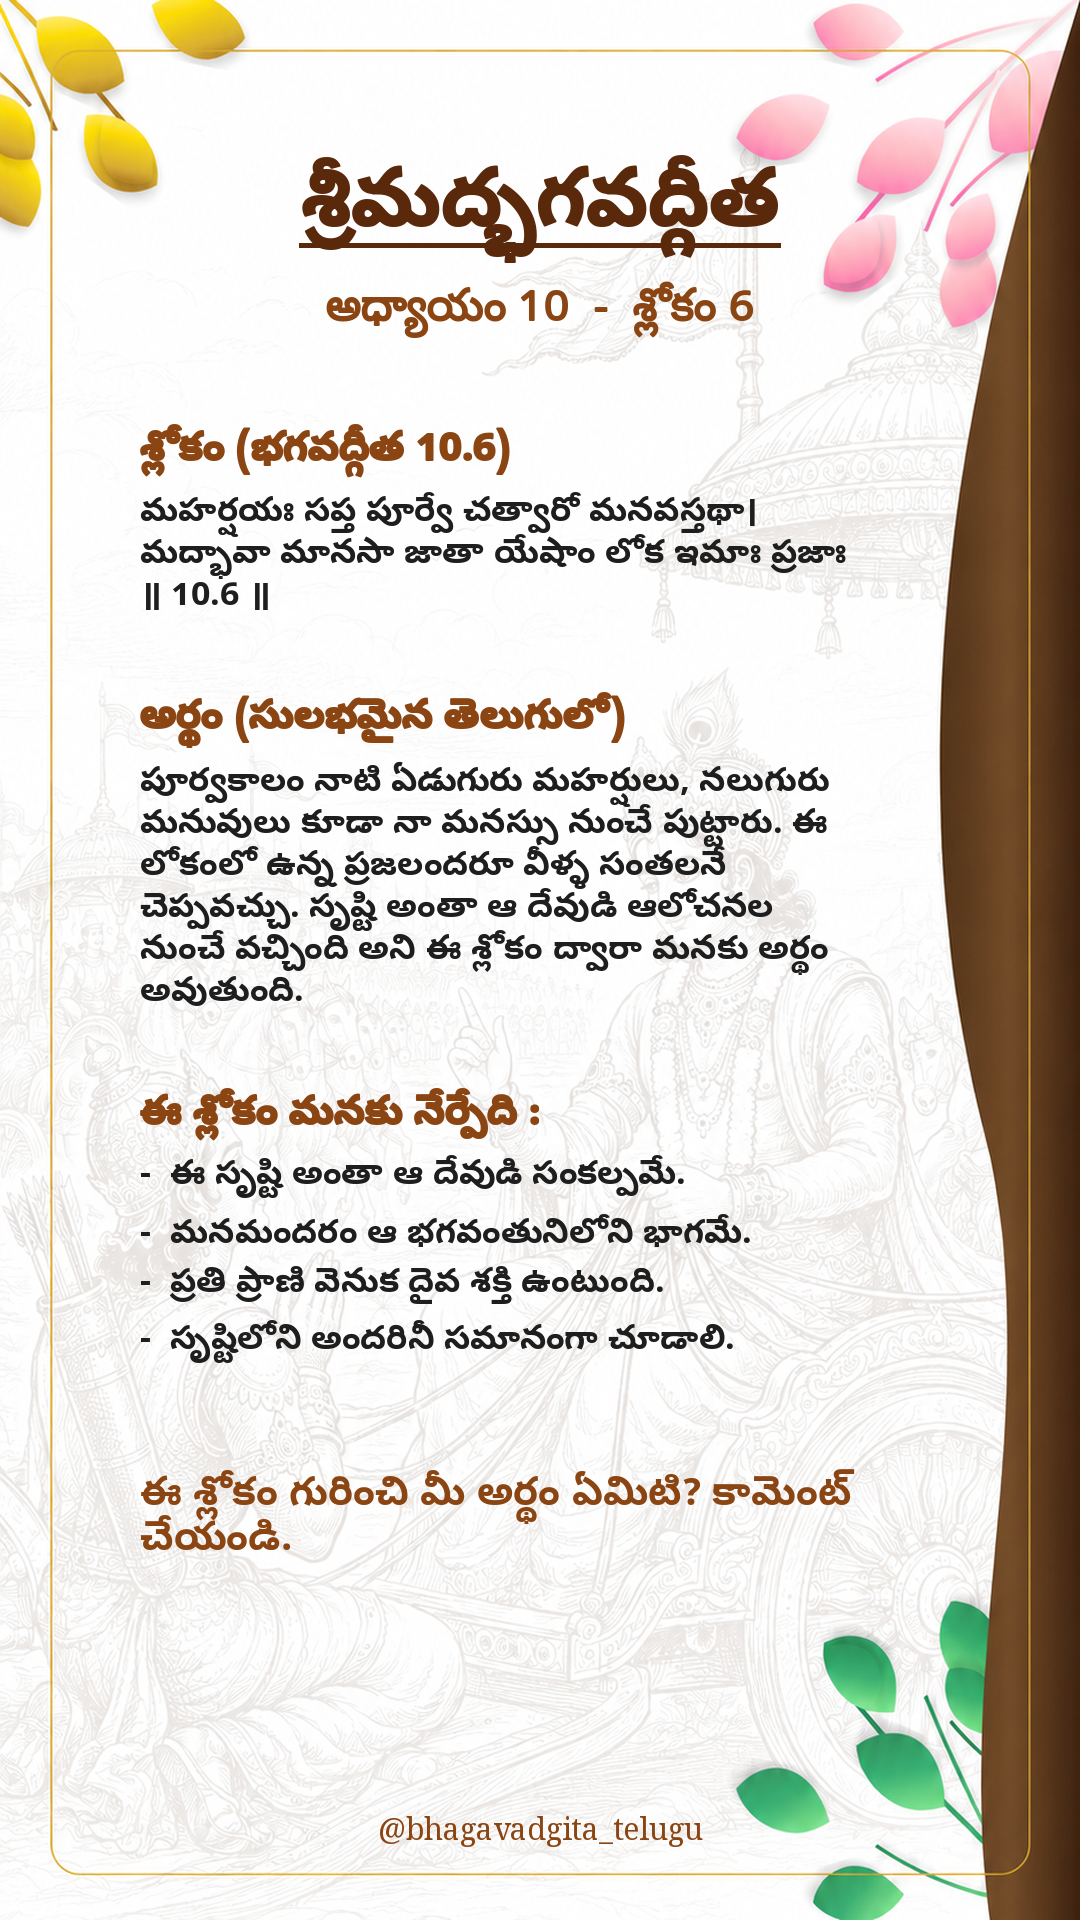 శ్రీమద్భగవద్గీత
అధ్యాయం 10 - శ్లోకం 6
శ్లోకం (భగవద్గీత 10.6)
మహర్షయః సప్త పూర్వే చత్వారో మనవస్తథా|
మద్భావా మానసా జాతా యేషాం లోక ఇమాః ప్రజాః
॥ 10.6 ॥
అర్థం (సులభమైన తెలుగులో)
పూర్వకాలం నాటి ఏడుగురు మహర్షులు, నలుగురు
మనువులు కూడా నా మనస్సు నుంచే పుట్టారు. ఈ
లోకంలో ఉన్న ప్రజలందరూ వీళ్ళ సంతలనే
చెప్పవచ్చు. సృష్టి అంతా ఆ దేవుడి ఆలోచనల
నుంచే వచ్చింది అని ఈ శ్లోకం ద్వారా మనకు అర్థం
అవుతుంది.
ఈ శ్లోకం మనకు నేర్పేది :
- ఈ సృష్టి అంతా ఆ దేవుడి సంకల్పమే.
- మనమందరం ఆ భగవంతునిలోని భాగమే.
- ప్రతి ప్రాణి వెనుక దైవ శక్తి ఉంటుంది.
- సృష్టిలోని అందరినీ సమానంగా చూడాలి.
ఈ శ్లోకం గురించి మీ అర్థం ఏమిటి? కామెంట్
చేయండి.
@bhagavadgita_telugu